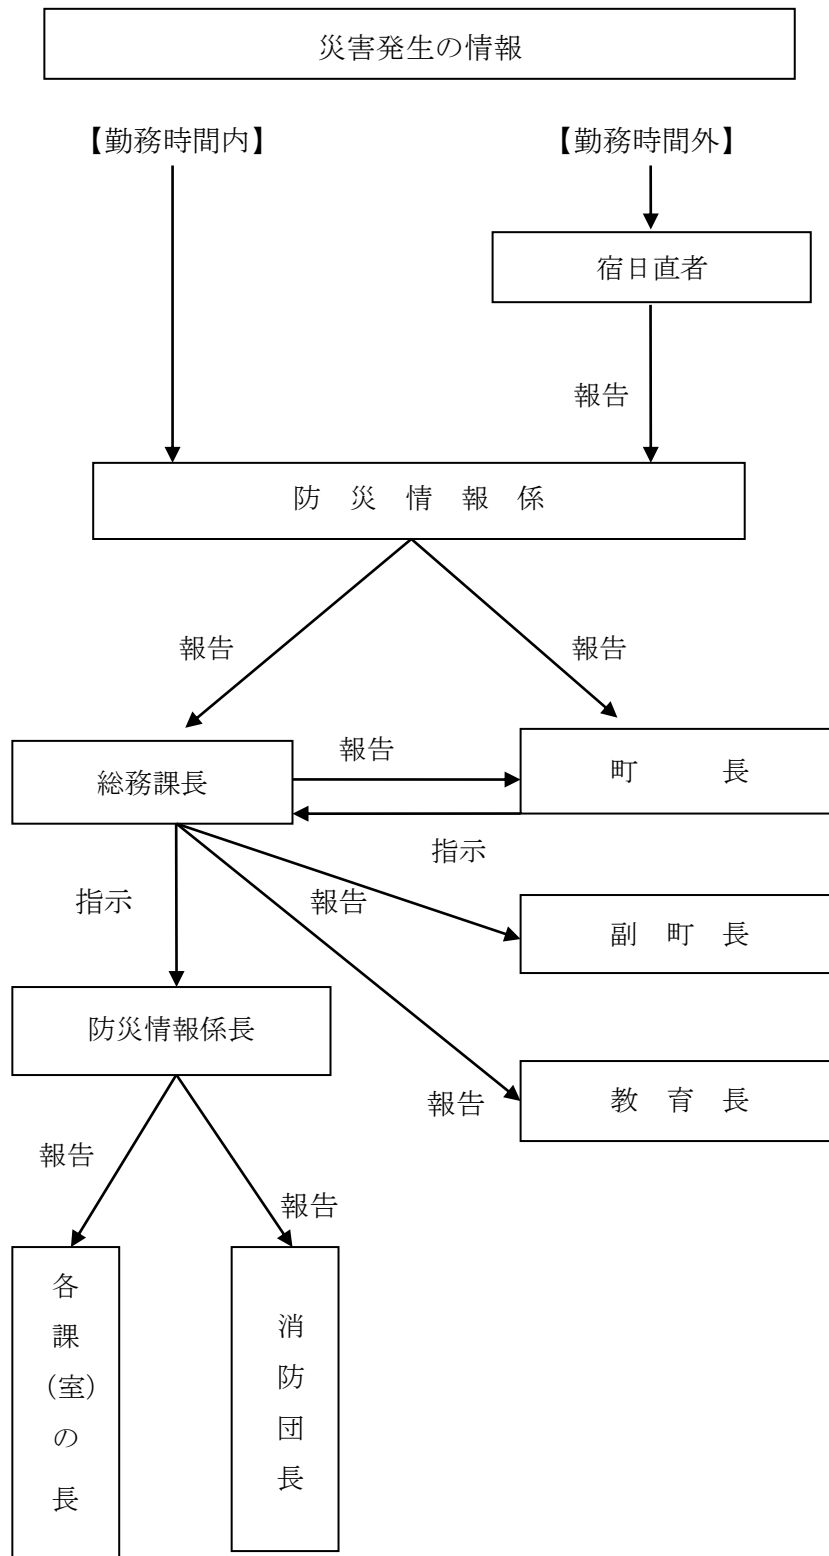 災害発生の情報
【勤務時間内】
【勤務時間外】
宿日直者
報告
防 災 情 報 係
報告
報告
総務課長
報告
町 長
指示
指示
報告
副 町 長
防災情報係長
報告
教 育 長
報告
報告
各課(室)の長
消防団長